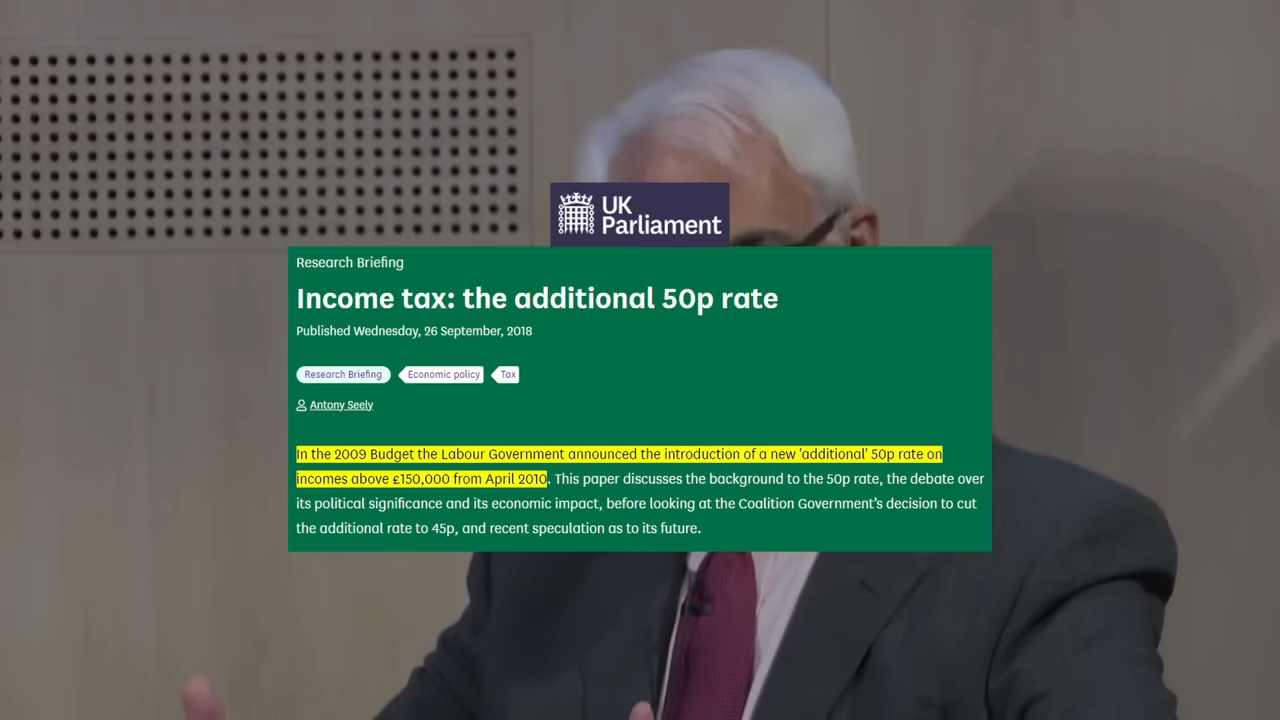 UK
Parliament
Research Briefing
Income tax: the additional 50p rate
Published Wednesday, 26 September, 2018
Research Briefing Economic policy Tax
Antony Seely
In the 2009 Budget the Labour Government announced the introduction of a new 'additional' 50p rate on
incomes above £150,000 from April 2010. This paper discusses the background to the 50p rate, the debate over
its political significance and its economic impact, before looking at the Coalition Government’s decision to cut
the additional rate to 45p, and recent speculation as to its future.